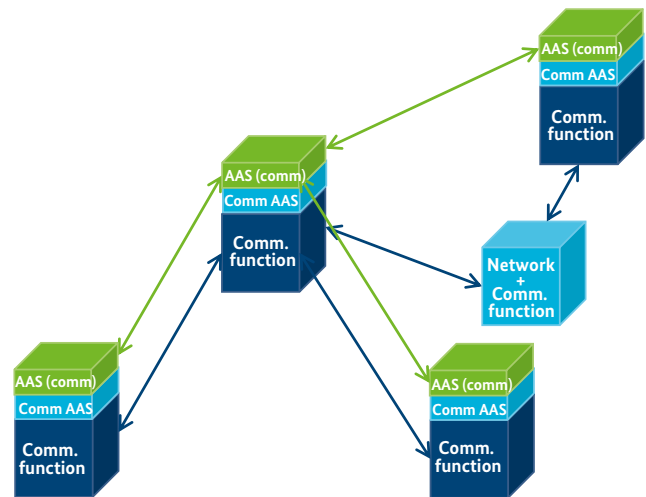 AAS (comm)
Comm AAS
Comm.
function
AAS (comm)
Comm AAS
Comm.
function
Network
+
Comm.
function
AAS (comm)
Comm AAS
Comm.
function
AAS (comm)
Comm AAS
Comm.
function